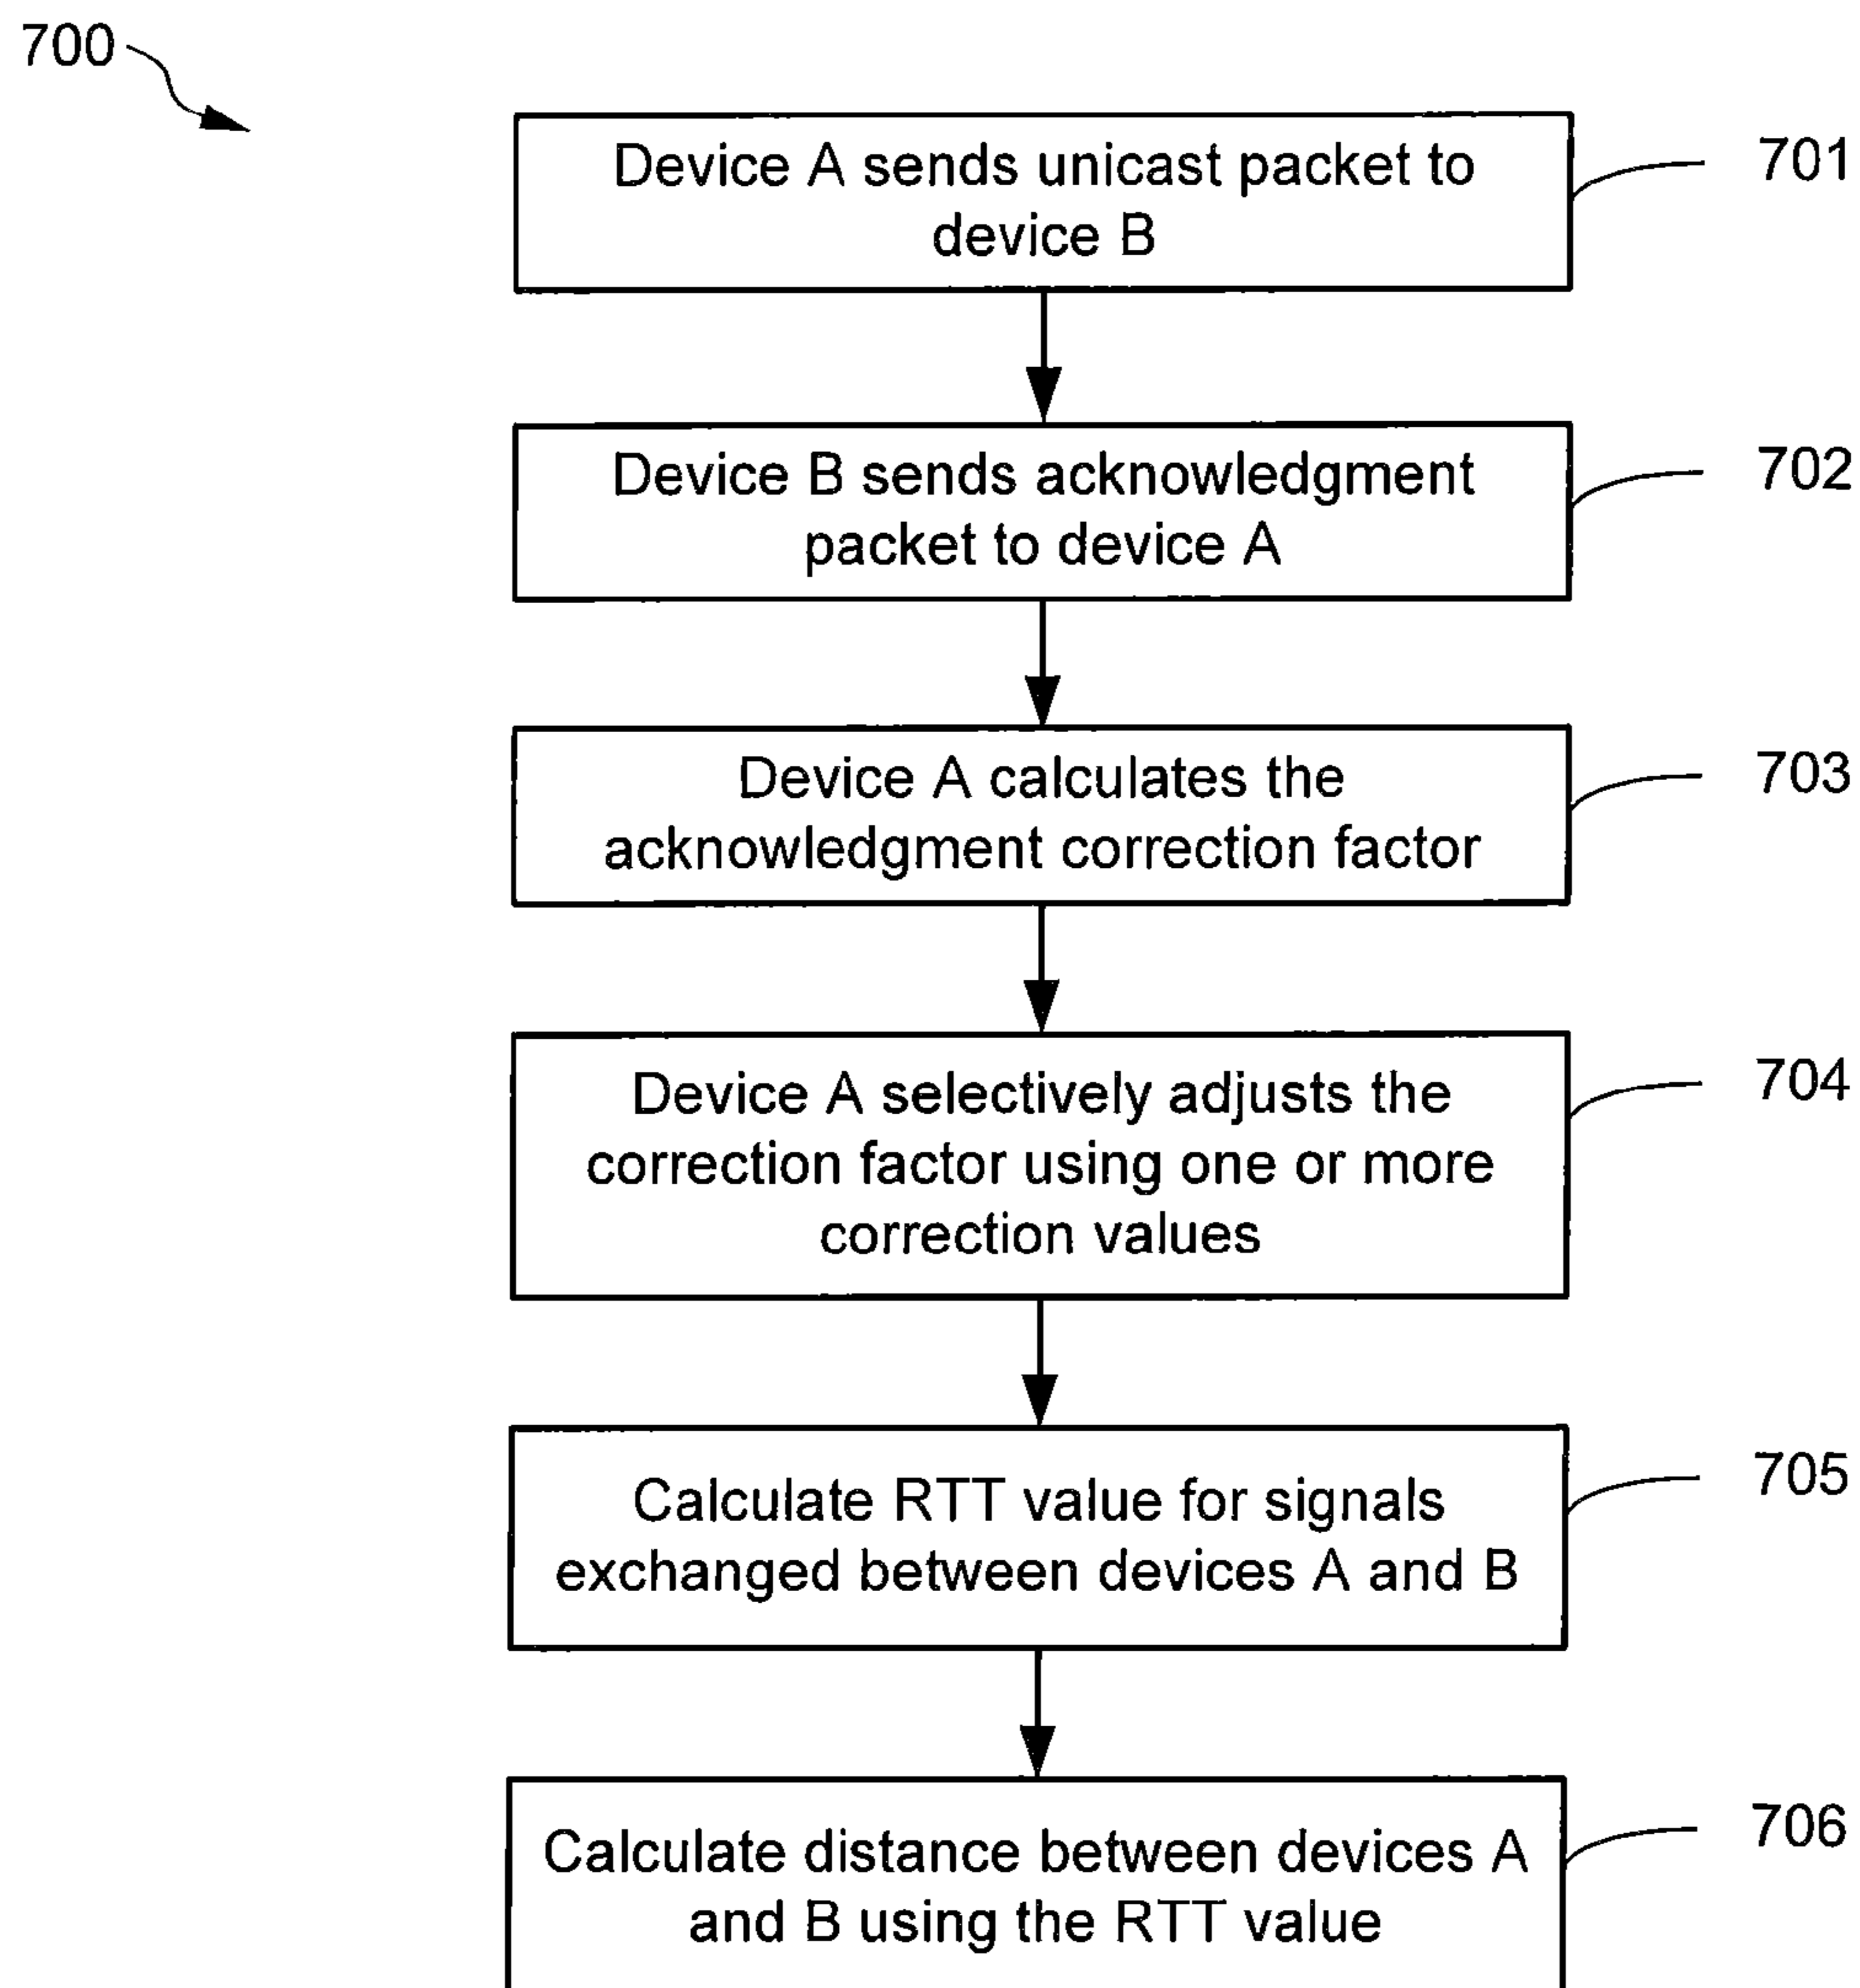 700
Device A sends unicast packet to
device B
701
Device B sends acknowledgment
packet to device A
702
Device A calculates the
acknowledgment correction factor
703
Device A selectively adjusts the
correction factor using one or more
correction values
704
Calculate RTT value for signals
exchanged between devices A and B
705
Calculate distance between devices A
and B using the RTT value
706